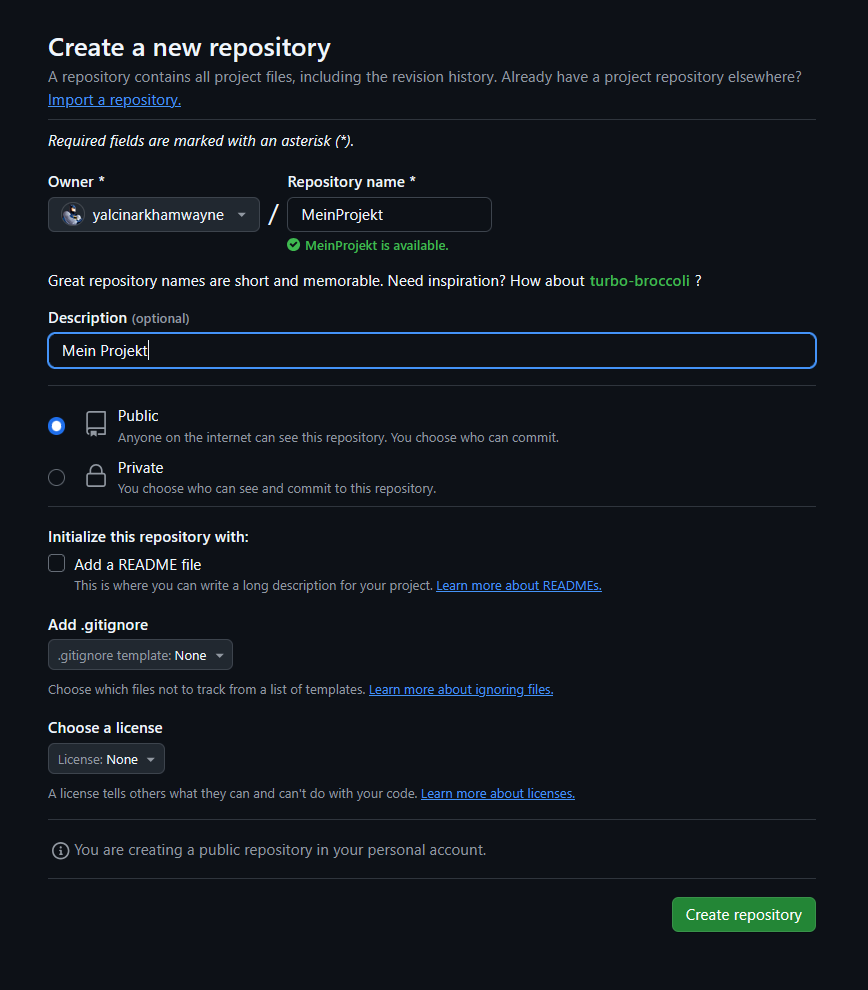 Create a new repository
A repository contains all project files, including the revision history. Already have a project repository elsewhere?
Import a repository.
Required fields are marked with an asterisk (*).
Owner * Repository name *
yalcinarkhamwayne / MeinProjekt
MeinProjekt is available.
Great repository names are short and memorable. Need inspiration? How about turbo-broccoli ?
Description (optional)
Mein Projekt
Public
Anyone on the internet can see this repository. You choose who can commit.
Private
You choose who can see and commit to this repository.
Initialize this repository with:
Add a README file
This is where you can write a long description for your project. Learn more about READMEs.
Add .gitignore
.gitignore template: None
Choose which files not to track from a list of templates. Learn more about ignoring files.
Choose a license
License: None
A license tells others what they can and can't do with your code. Learn more about licenses.
You are creating a public repository in your personal account.
Create repository